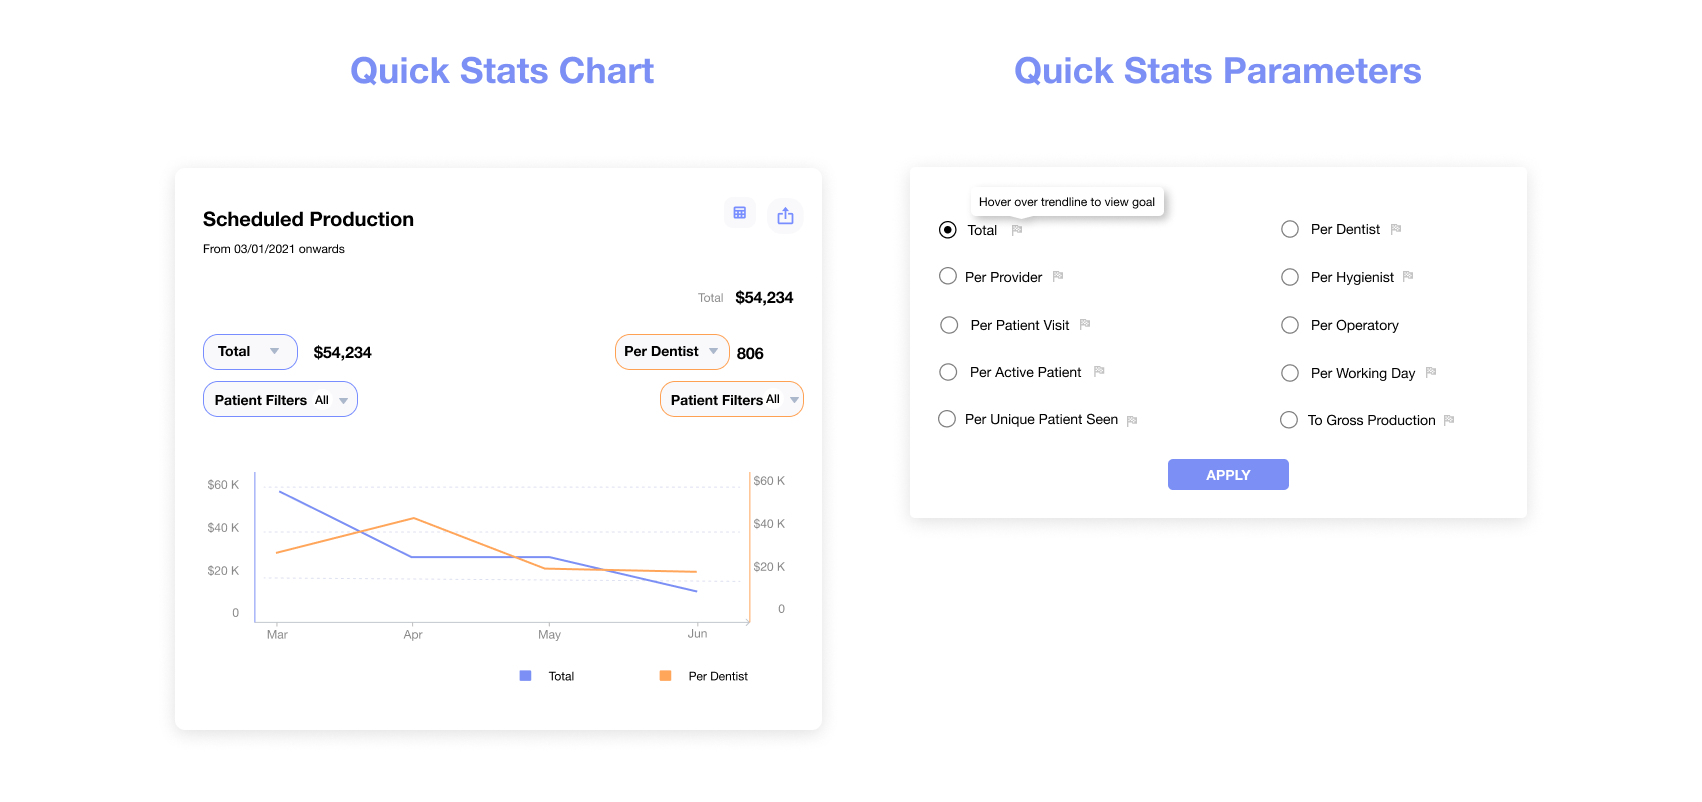 Quick Stats Chart
Scheduled Production
From 03/01/2021 onwards
Total $54,234
Total $54,234
Per Dentist 806
Patient Filters All
Patient Filters All
$60 K
$40 K
$20 K
0
$60 K
$40 K
$20 K
0
Mar Apr May Jun
Total Per Dentist
Quick Stats Parameters
Hover over trendline to view goal
Total
Per Provider
Per Patient Visit
Per Active Patient
Per Unique Patient Seen
Per Dentist
Per Hygienist
Per Operatory
Per Working Day
To Gross Production
APPLY